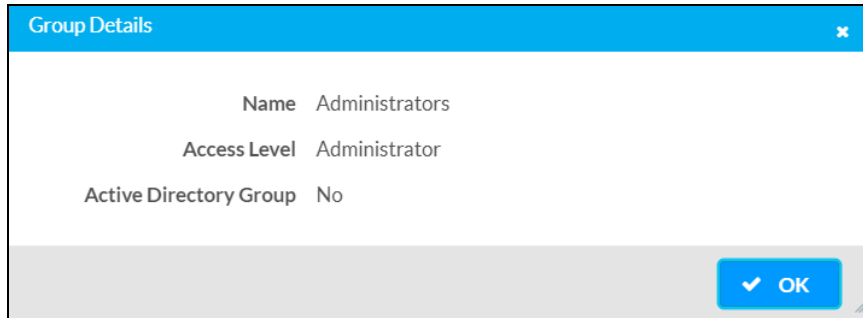 Group Details
Name Administrators
Access Level Administrator
Active Directory Group No
OK